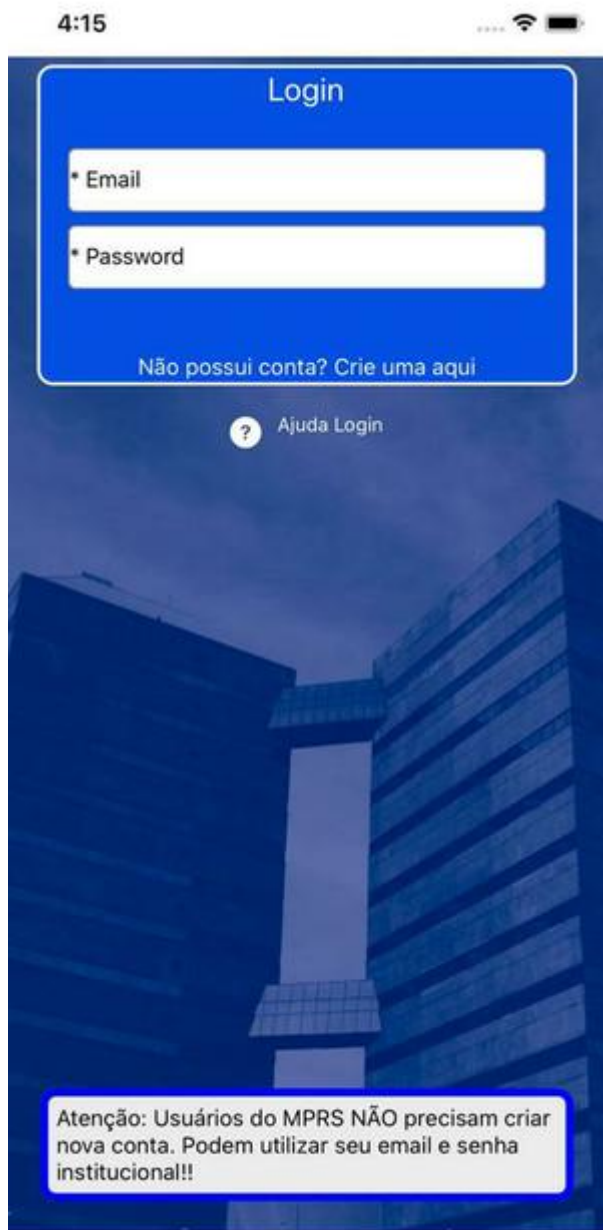 4:15
Login
* Email
* Password
Não possui conta? Crie uma aqui
? Ajuda Login
Atenção: Usuários do MPRS NÃO precisam criar
nova conta. Podem utilizar seu email e senha
institucional!!